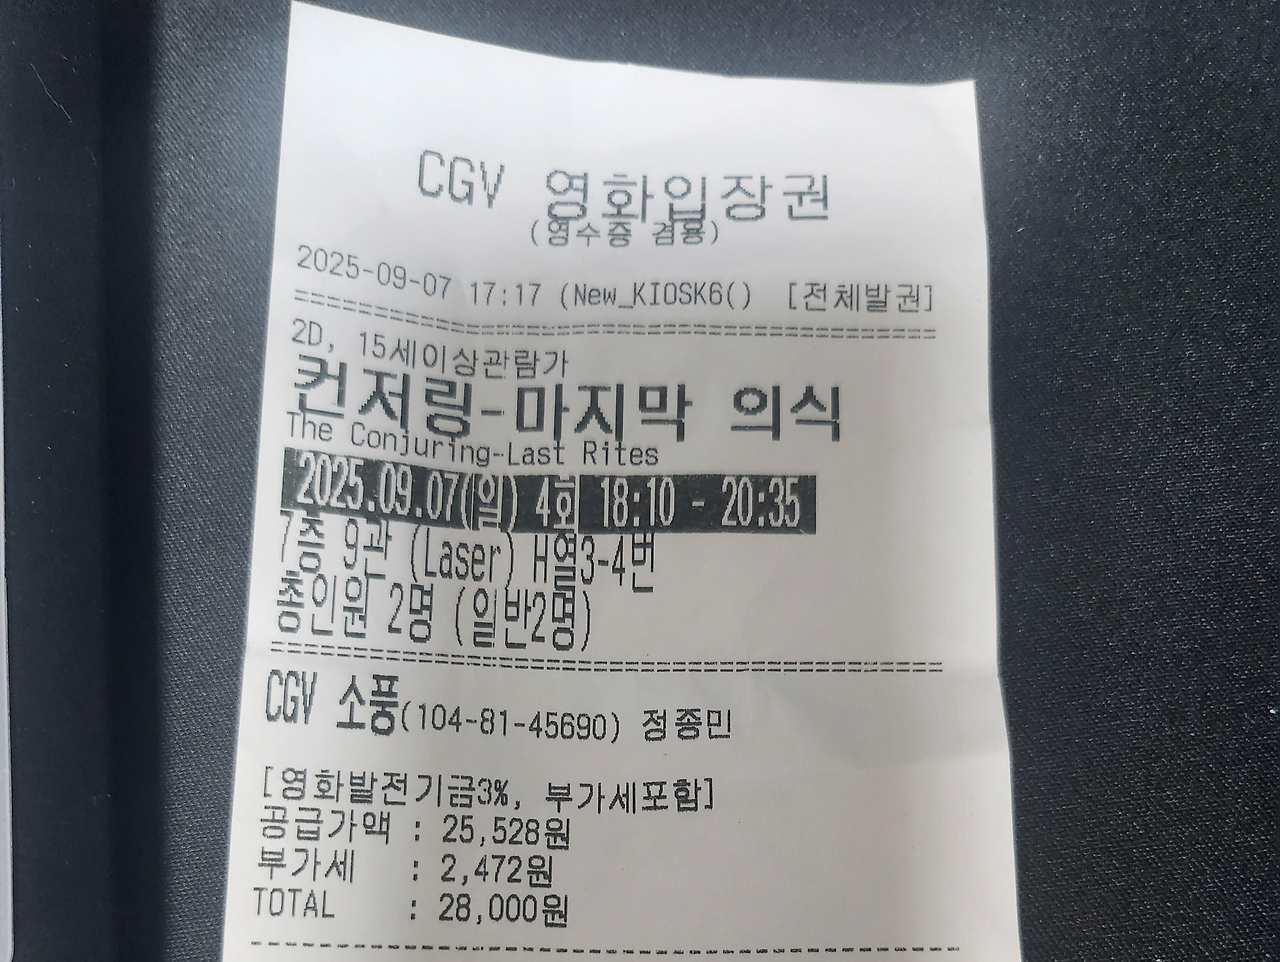 CGV 영화입장권
(영수증 겸용)
2025-09-07 17:17 (New_KIOSK6() [전체발권]
2D, 15세이상관람가
컨저링-마지막 의식
The Conjuring-Last Rites
2025.09.07(일) 4회 18:10 - 20:35
7층 9관 (Laser) H열3-4번
총인원 2명 (일반2명)
CGV 소풍(104-81-45690) 정종민
[영화발전기금3%, 부가세포함]
공급가액 : 25,528원
부가세 : 2,472원
TOTAL : 28,000원